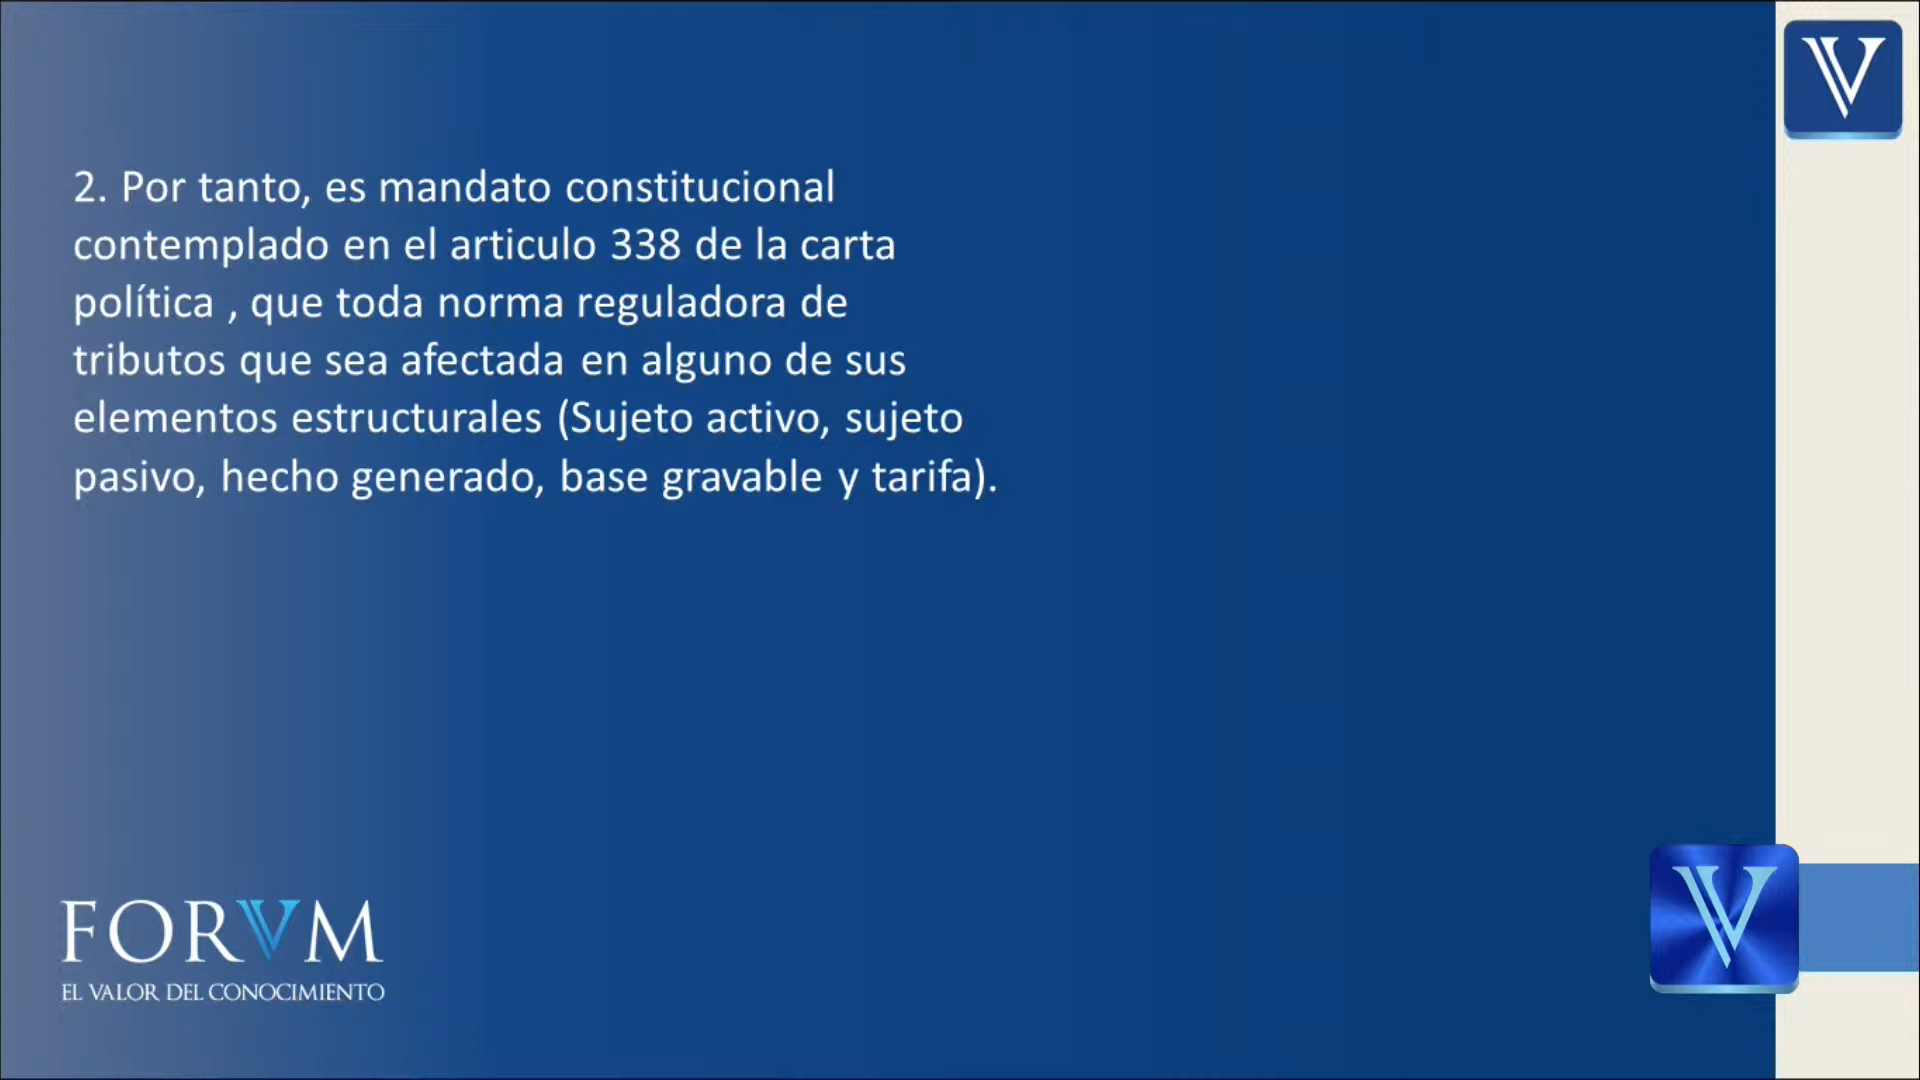 2. Por tanto, es mandato constitucional
contemplado en el articulo 338 de la carta
política , que toda norma reguladora de
tributos que sea afectada en alguno de sus
elementos estructurales (Sujeto activo, sujeto
pasivo, hecho generado, base gravable y tarifa).
FORVM
EL VALOR DEL CONOCIMIENTO
V
V